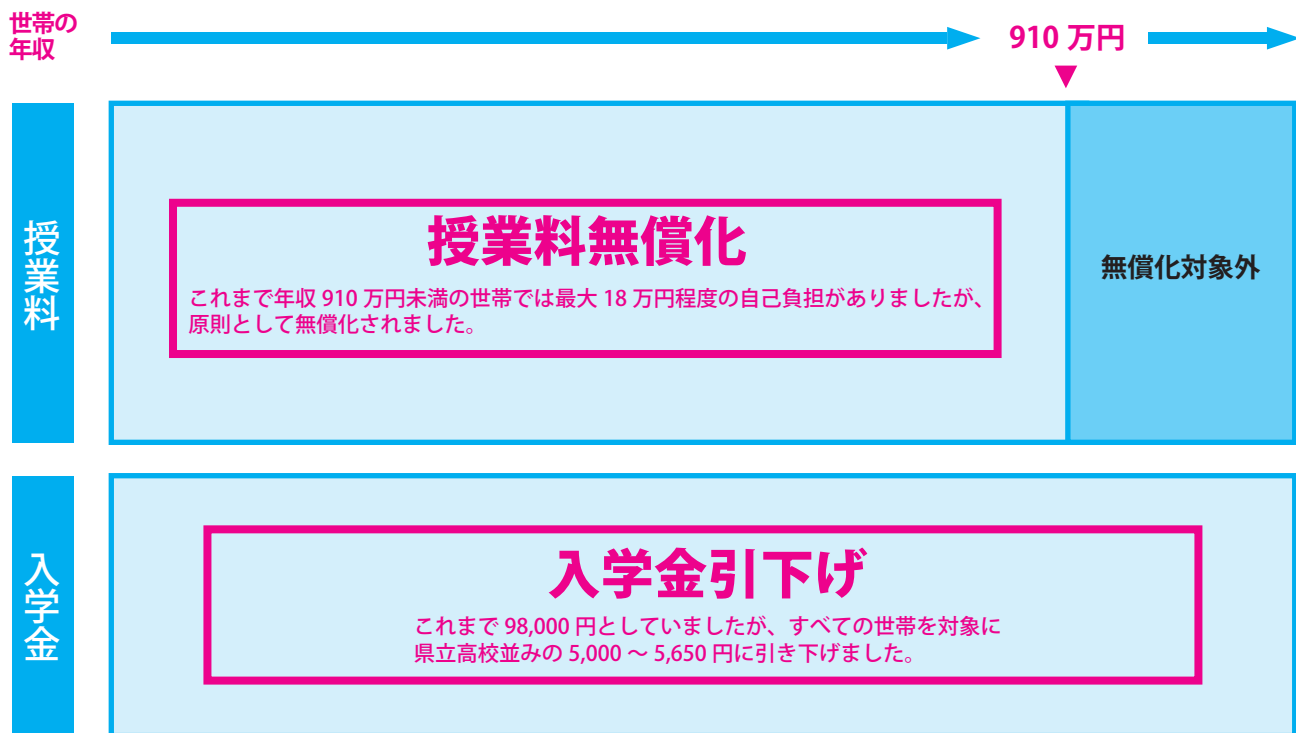 世帯の
年収
910 万円
授業料
授業料無償化
これまで年収 910 万円未満の世帯では最大 18 万円程度の自己負担がありましたが、
原則として無償化されました。
無償化対象外
入学金
入学金引下げ
これまで 98,000 円としていましたが、すべての世帯を対象に
県立高校並みの 5,000 ～ 5,650 円に引き下げました。